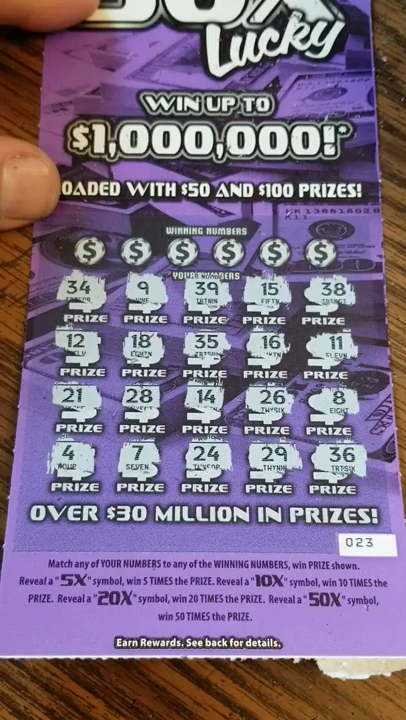 Lucky
WIN UP TO
$1,000,000!*
OADED WITH $50 AND $100 PRIZES!
WINNING NUMBERS
$ $ $ $ $ $
YOUR NUMBERS
34 9 39 15 38
PRIZE PRIZE PRIZE PRIZE PRIZE
12 18 35 16 11
PRIZE PRIZE PRIZE PRIZE PRIZE
21 28 14 26 8
THYSIX EIGHT
PRIZE PRIZE PRIZE PRIZE PRIZE
4 7 24 29 36
SEVEN
PRIZE PRIZE PRIZE PRIZE PRIZE
OVER $30 MILLION IN PRIZES!
023
Match any of YOUR NUMBERS to any of the WINNING NUMBERS, win PRIZE shown.
Reveal a "5X" symbol, win 5 TIMES the PRIZE. Reveal a "10X" symbol, win 10 TIMES the
PRIZE. Reveal a "20X" symbol, win 20 TIMES the PRIZE. Reveal a "50X" symbol,
win 50 TIMES the PRIZE.
Earn Rewards. See back for details.